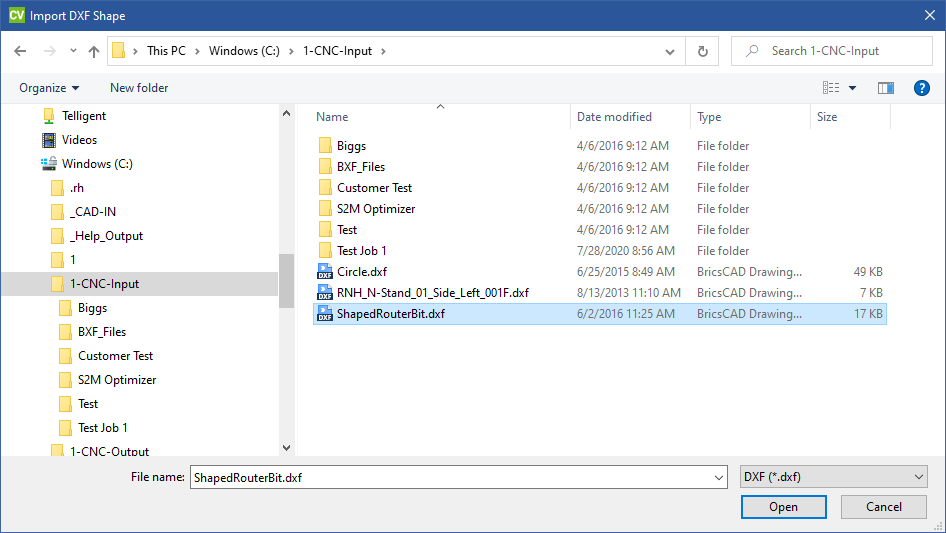 CV Import DXF Shape
This PC > Windows (C:) > 1-CNC-Input >
Search 1-CNC-Input
Organize
New folder
?
Telligent
Videos
Windows (C:)
.rh
_CAD-IN
_Help_Output
1
1-CNC-Input
Biggs
BXF_Files
Customer Test
S2M Optimizer
Test
Test Job 1
1-CNC-Output
Name Date modified Type Size
Biggs 4/6/2016 9:12 AM File folder
BXF_Files 4/6/2016 9:12 AM File folder
Customer Test 4/6/2016 9:12 AM File folder
S2M Optimizer 4/6/2016 9:12 AM File folder
Test 4/6/2016 9:12 AM File folder
Test Job 1 7/28/2020 8:56 AM File folder
DXF Circle.dxf 6/25/2015 8:49 AM BricsCAD Drawing... 49 KB
DXF RNH_N-Stand_01_Side_Left_001F.dxf 8/13/2013 11:10 AM BricsCAD Drawing... 7 KB
DXF ShapedRouterBit.dxf 6/2/2016 11:25 AM BricsCAD Drawing... 17 KB
File name: ShapedRouterBit.dxf
DXF (*.dxf)
Open
Cancel